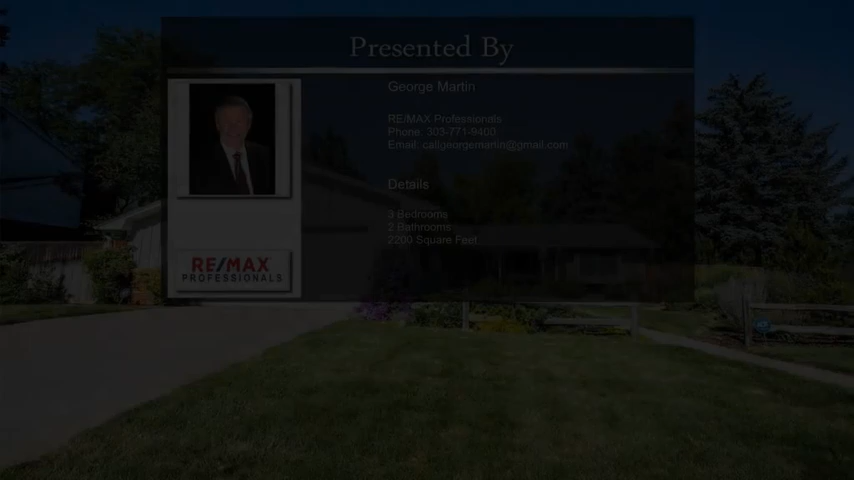 Presented By
George Martin
RE/MAX Professionals
Phone: 303-771-9400
Email: callgeorgemartin@gmail.com
Details
3 Bedrooms
2 Bathrooms
2200 Square Feet
RE/MAX
PROFESSIONALS